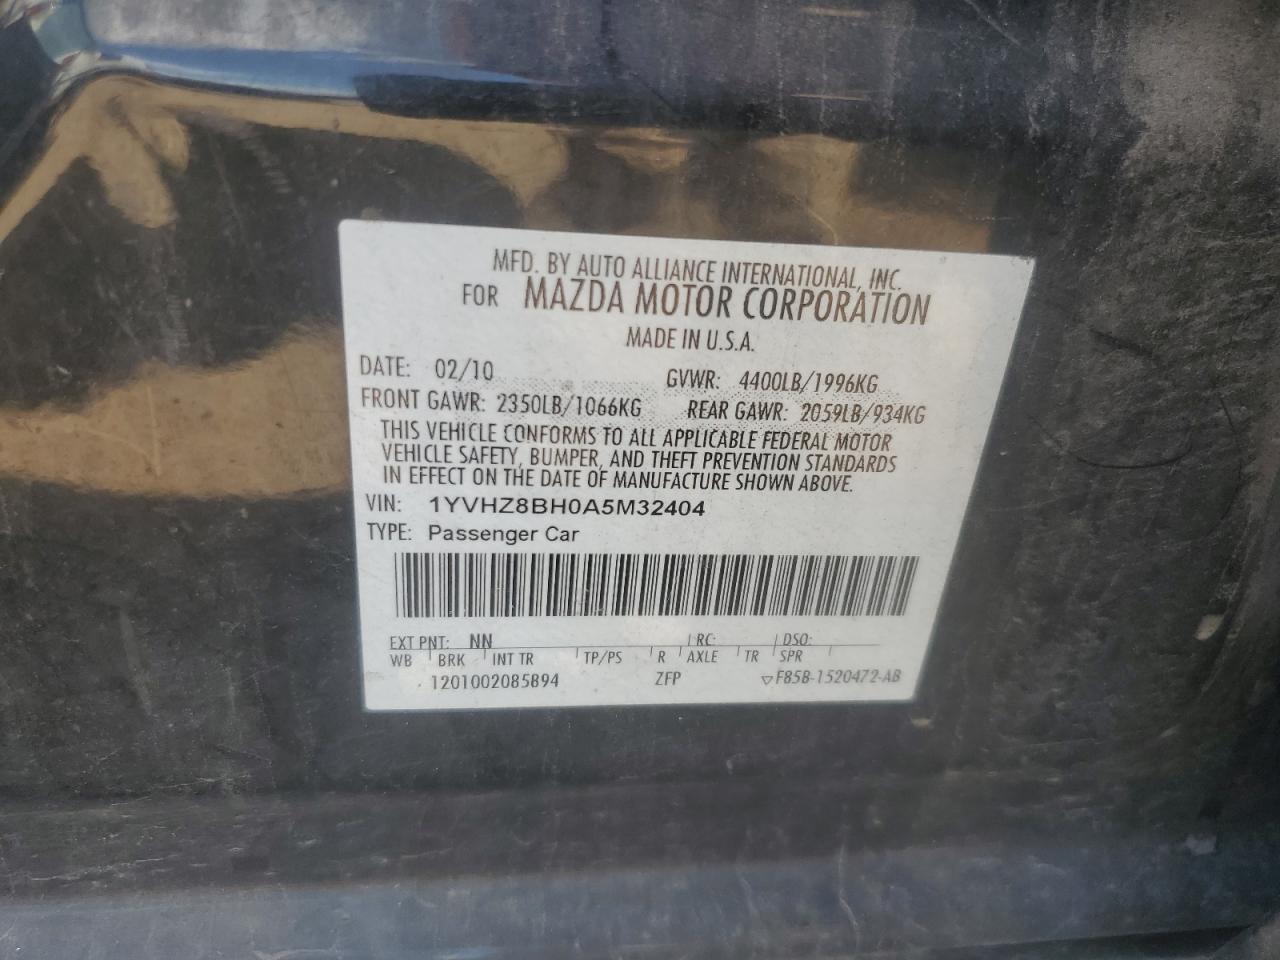 MFD. BY AUTO ALLIANCE INTERNATIONAL, INC.
FOR MAZDA MOTOR CORPORATION
MADE IN U.S.A.
DATE: 02/10 GVWR: 4400LB/1996KG
FRONT GAWR: 2350LB/1066KG REAR GAWR: 2059LB/934KG
THIS VEHICLE CONFORMS TO ALL APPLICABLE FEDERAL MOTOR
VEHICLE SAFETY, BUMPER, AND THEFT PREVENTION STANDARDS
IN EFFECT ON THE DATE OF MANUFACTURE SHOWN ABOVE.
VIN: 1YVHZ8BH0A5M32404
TYPE: Passenger Car
EXT PNT: NN RC: DSO:
WB BRK INT TR TP/PS R AXLE TR SPR
1201002085894 ZFP F85B-1520472-AB